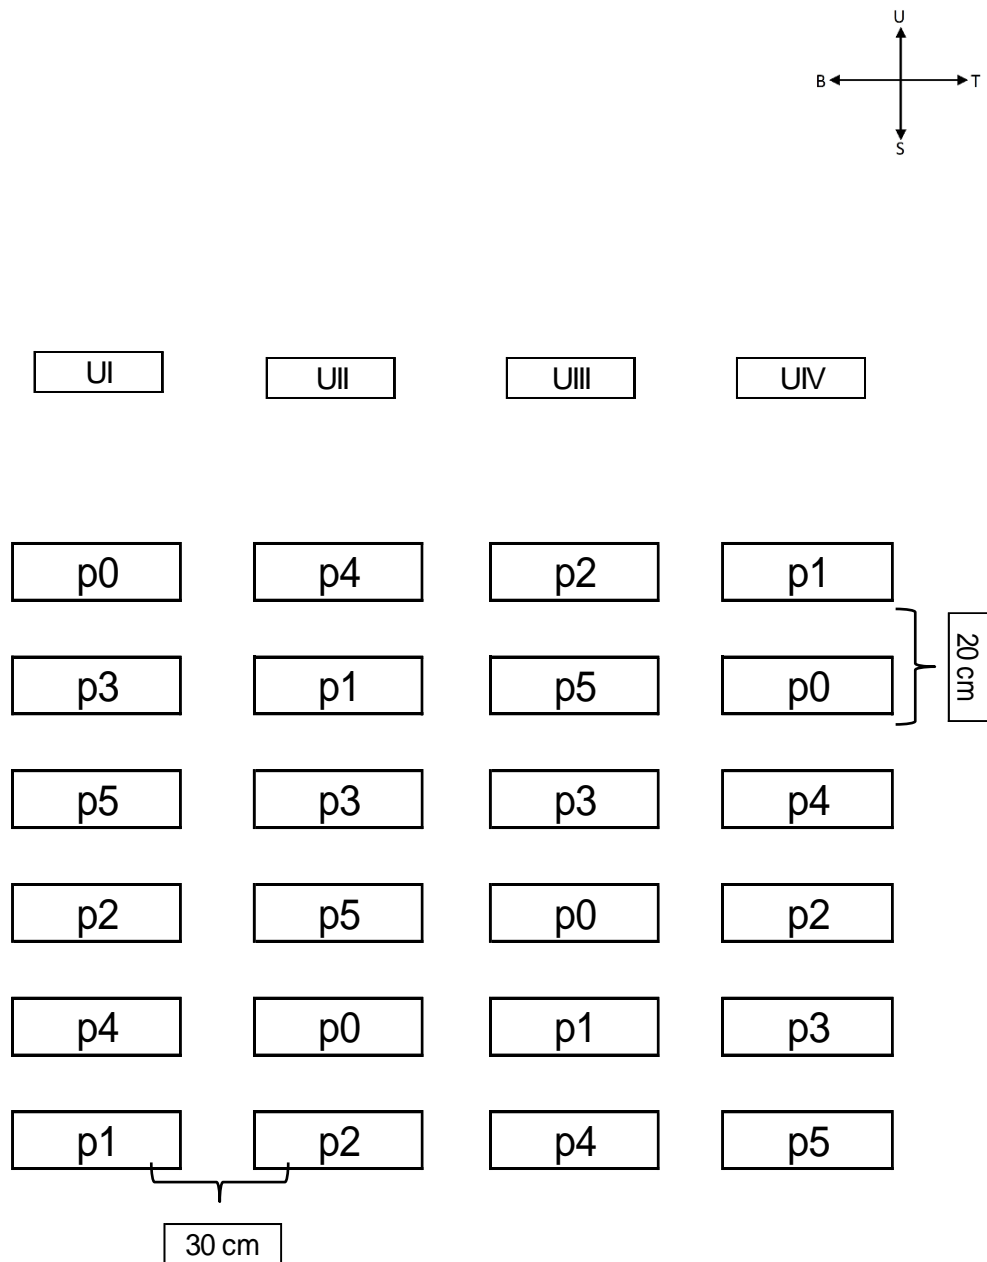 U
B T
S
UI UII UIII UIV
p0 p4 p2 p1
20 cm
p3 p1 p5 p0
p5 p3 p3 p4
p2 p5 p0 p2
p4 p0 p1 p3
p1 p2 p4 p5
30 cm